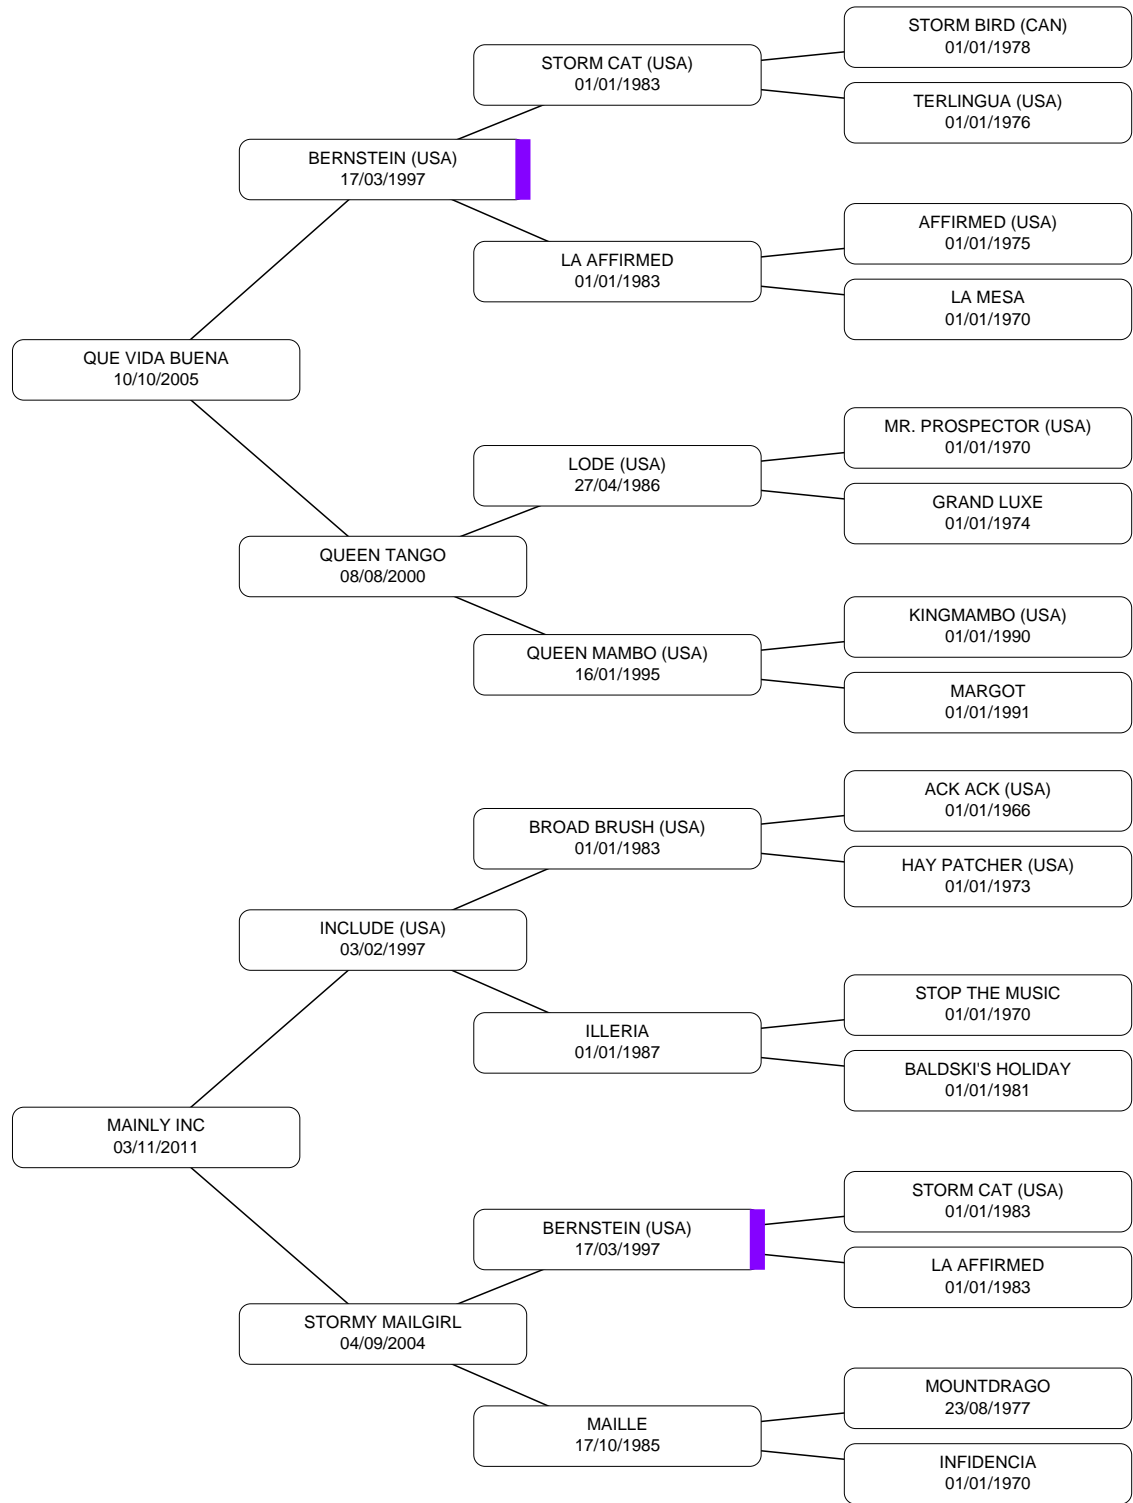 STORM BIRD (CAN)
01/01/1978
STORM CAT (USA)
01/01/1983
TERLINGUA (USA)
01/01/1976
BERNSTEIN (USA)
17/03/1997
AFFIRMED (USA)
01/01/1975
LA AFFIRMED
01/01/1983
LA MESA
01/01/1970
QUE VIDA BUENA
10/10/2005
MR. PROSPECTOR (USA)
01/01/1970
LODE (USA)
27/04/1986
GRAND LUXE
01/01/1974
QUEEN TANGO
08/08/2000
KINGMAMBO (USA)
01/01/1990
QUEEN MAMBO (USA)
16/01/1995
MARGOT
01/01/1991
ACK ACK (USA)
01/01/1966
BROAD BRUSH (USA)
01/01/1983
HAY PATCHER (USA)
01/01/1973
INCLUDE (USA)
03/02/1997
STOP THE MUSIC
01/01/1970
ILLERIA
01/01/1987
BALDSKI'S HOLIDAY
01/01/1981
MAINLY INC
03/11/2011
STORM CAT (USA)
01/01/1983
BERNSTEIN (USA)
17/03/1997
LA AFFIRMED
01/01/1983
STORMY MAILGIRL
04/09/2004
MOUNTDRAGO
23/08/1977
MAILLE
17/10/1985
INFIDENCIA
01/01/1970